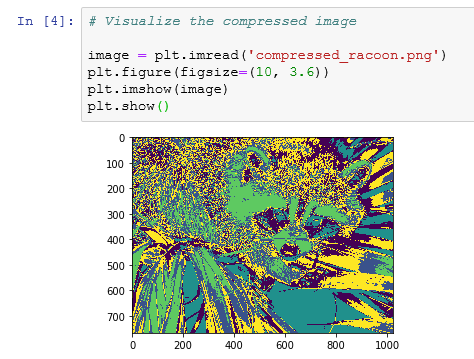 In [4]: # Visualize the compressed image
image = plt.imread('compressed_racoon.png')
plt.figure(figsize=(10, 3.6))
plt.imshow(image)
plt.show()
0
100
200
300
400
500
600
700
0 200 400 600 800 1000